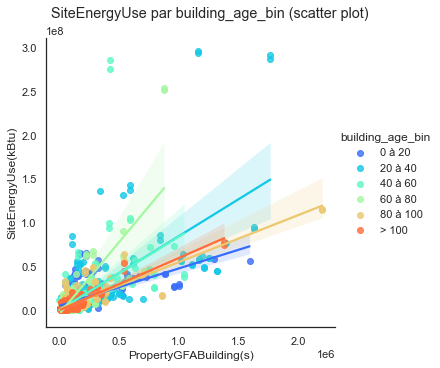 SiteEnergyUse par building_age_bin (scatter plot)
1e8
3.0
2.5
2.0
1.5
1.0
0.5
0.0
SiteEnergyUse(kBtu)
building_age_bin
0 à 20
20 à 40
40 à 60
60 à 80
80 à 100
> 100
0.0 0.5 1.0 1.5 2.0
PropertyGFABuilding(s)
1e6